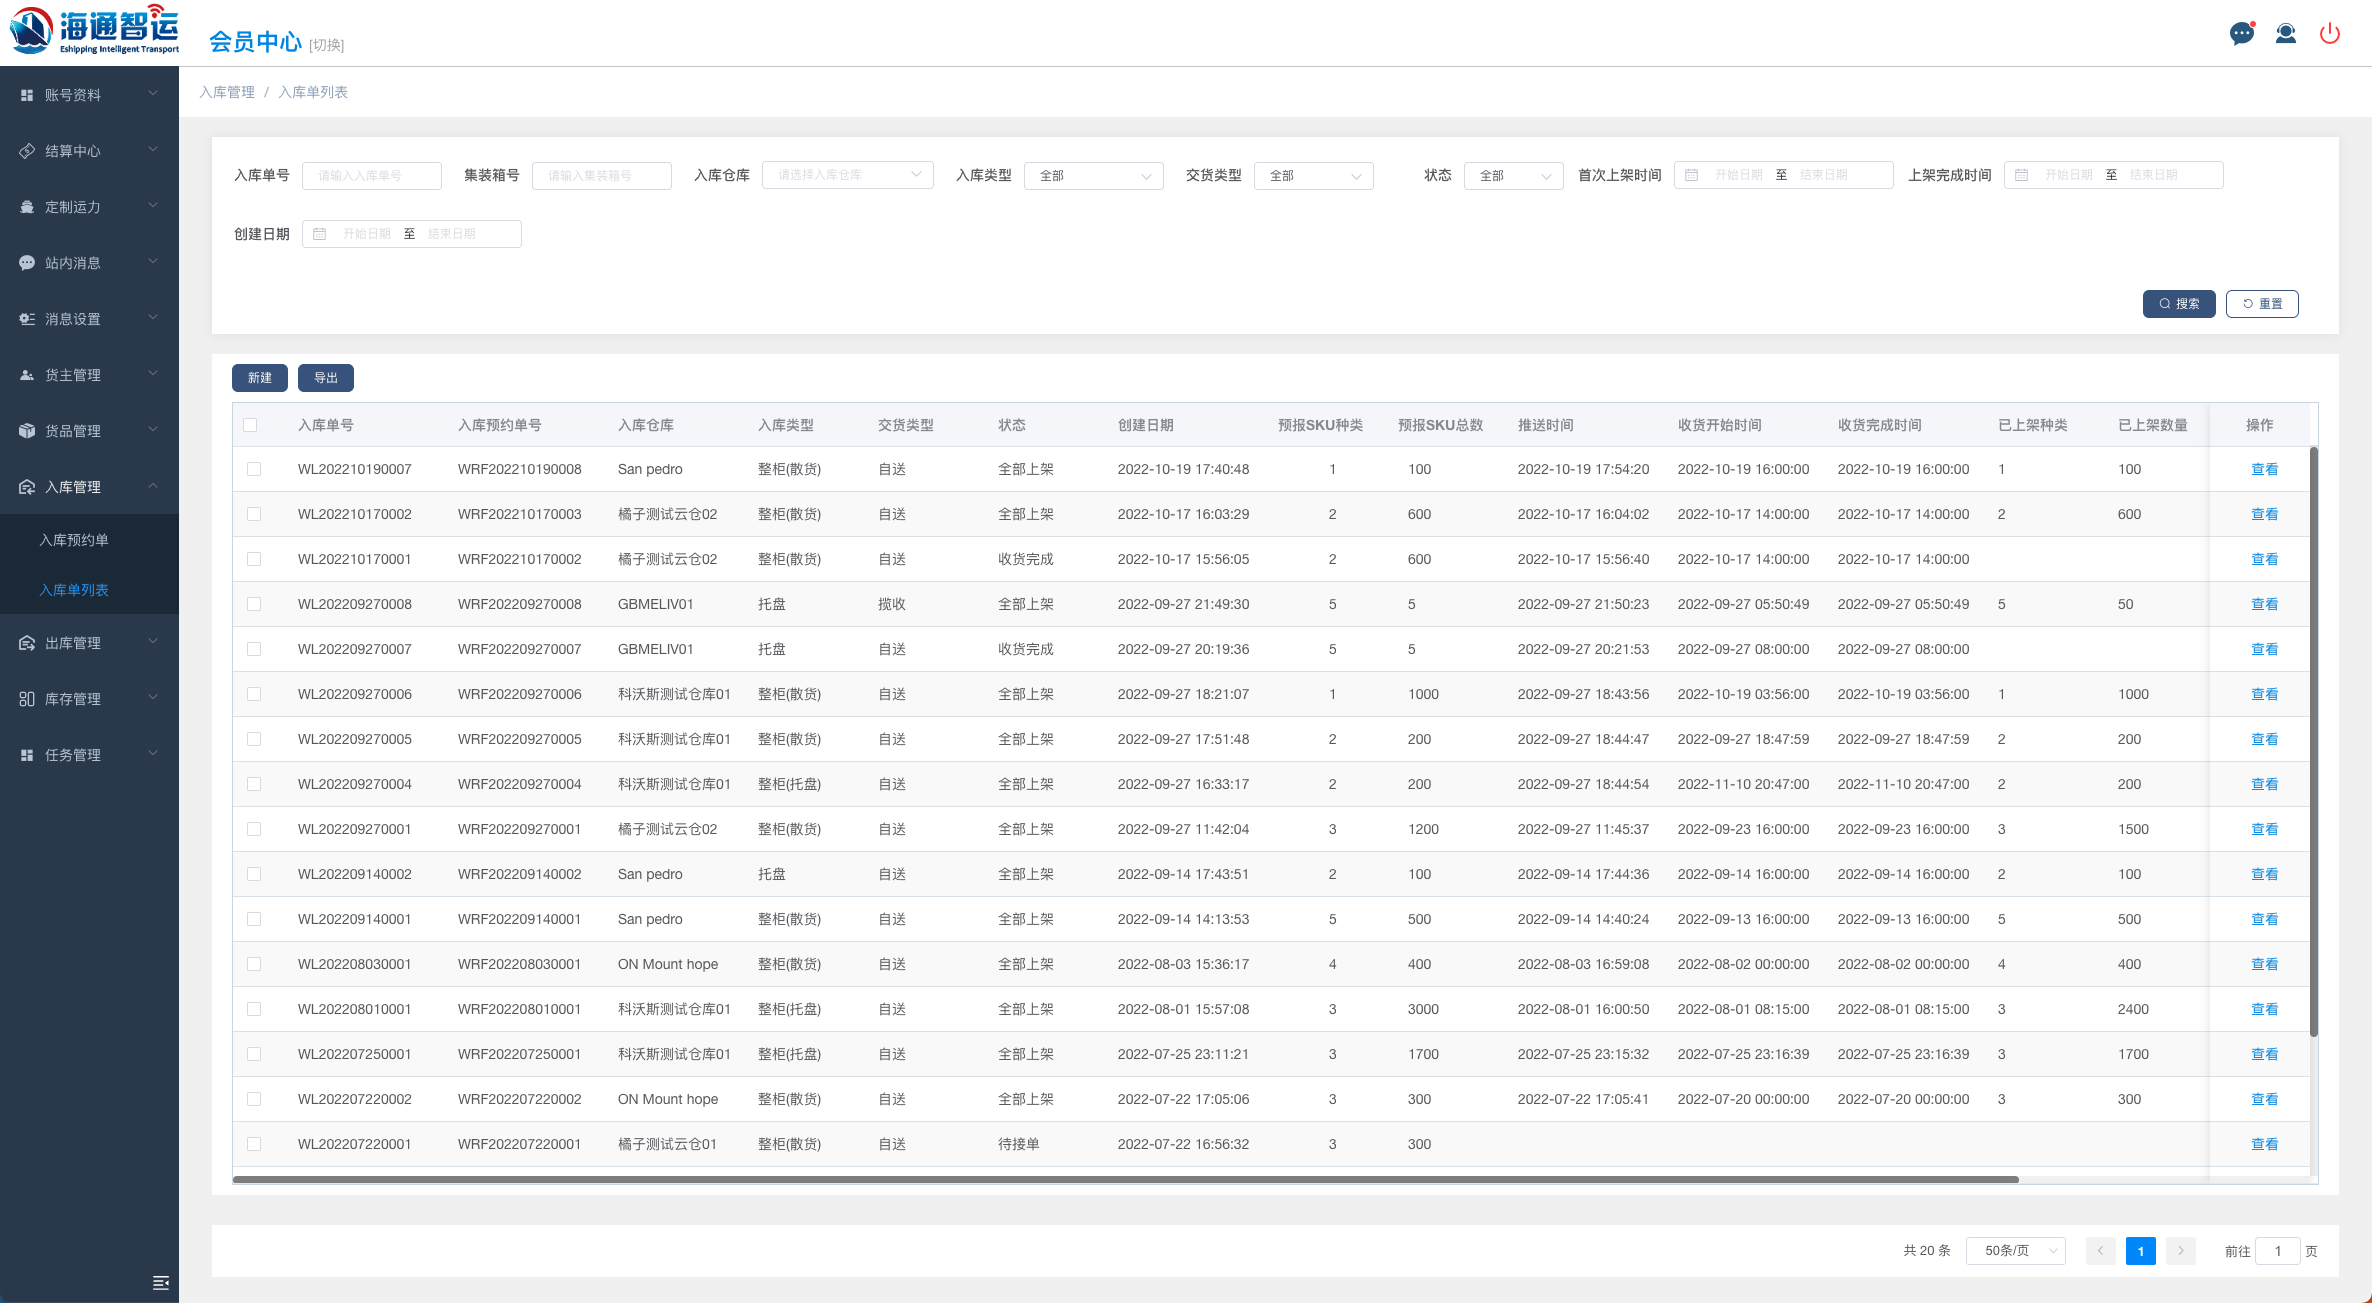 海通智运
Eshipping Intelligent Transport
会员中心 [切换]
账号资料
结算中心
定制运力
站内消息
消息设置
货主管理
货品管理
入库管理
入库预约单
入库单列表
出库管理
库存管理
任务管理
入库管理 / 入库单列表
入库单号 请输入入库单号 集装箱号 请输入集装箱号 入库仓库 请选择入库仓库 入库类型 全部 交货类型 全部 状态 全部 首次上架时间 开始日期 至 结束日期 上架完成时间 开始日期 至 结束日期
创建日期 开始日期 至 结束日期
搜索 重置
新建 导出
入库单号 入库预约单号 入库仓库 入库类型 交货类型 状态 创建日期 预报SKU种类 预报SKU总数 推送时间 收货开始时间 收货完成时间 已上架种类 已上架数量 操作
WL202210190007 WRF202210190008 San pedro 整柜(散货) 自送 全部上架 2022-10-19 17:40:48 1 100 2022-10-19 17:54:20 2022-10-19 16:00:00 2022-10-19 16:00:00 1 100 查看
WL202210170002 WRF202210170003 橘子测试云仓02 整柜(散货) 自送 全部上架 2022-10-17 16:03:29 2 600 2022-10-17 16:04:02 2022-10-17 14:00:00 2022-10-17 14:00:00 2 600 查看
WL202210170001 WRF202210170002 橘子测试云仓02 整柜(散货) 自送 收货完成 2022-10-17 15:56:05 2 600 2022-10-17 15:56:40 2022-10-17 14:00:00 2022-10-17 14:00:00 查看
WL202209270008 WRF202209270008 GBMELIV01 托盘 揽收 全部上架 2022-09-27 21:49:30 5 5 2022-09-27 21:50:23 2022-09-27 05:50:49 2022-09-27 05:50:49 5 50 查看
WL202209270007 WRF202209270007 GBMELIV01 托盘 自送 收货完成 2022-09-27 20:19:36 5 5 2022-09-27 20:21:53 2022-09-27 08:00:00 2022-09-27 08:00:00 查看
WL202209270006 WRF202209270006 科沃斯测试仓库01 整柜(散货) 自送 全部上架 2022-09-27 18:21:07 1 1000 2022-09-27 18:43:56 2022-10-19 03:56:00 2022-10-19 03:56:00 1 1000 查看
WL202209270005 WRF202209270005 科沃斯测试仓库01 整柜(散货) 自送 全部上架 2022-09-27 17:51:48 2 200 2022-09-27 18:44:47 2022-09-27 18:47:59 2022-09-27 18:47:59 2 200 查看
WL202209270004 WRF202209270004 科沃斯测试仓库01 整柜(托盘) 自送 全部上架 2022-09-27 16:33:17 2 200 2022-09-27 18:44:54 2022-11-10 20:47:00 2022-11-10 20:47:00 2 200 查看
WL202209270001 WRF202209270001 橘子测试云仓02 整柜(散货) 自送 全部上架 2022-09-27 11:42:04 3 1200 2022-09-27 11:45:37 2022-09-23 16:00:00 2022-09-23 16:00:00 3 1500 查看
WL202209140002 WRF202209140002 San pedro 托盘 自送 全部上架 2022-09-14 17:43:51 2 100 2022-09-14 17:44:36 2022-09-14 16:00:00 2022-09-14 16:00:00 2 100 查看
WL202209140001 WRF202209140001 San pedro 整柜(散货) 自送 全部上架 2022-09-14 14:13:53 5 500 2022-09-14 14:40:24 2022-09-13 16:00:00 2022-09-13 16:00:00 5 500 查看
WL202208030001 WRF202208030001 ON Mount hope 整柜(散货) 自送 全部上架 2022-08-03 15:36:17 4 400 2022-08-03 16:59:08 2022-08-02 00:00:00 2022-08-02 00:00:00 4 400 查看
WL202208010001 WRF202208010001 科沃斯测试仓库01 整柜(托盘) 自送 全部上架 2022-08-01 15:57:08 3 3000 2022-08-01 16:00:50 2022-08-01 08:15:00 2022-08-01 08:15:00 3 2400 查看
WL202207250001 WRF202207250001 科沃斯测试仓库01 整柜(托盘) 自送 全部上架 2022-07-25 23:11:21 3 1700 2022-07-25 23:15:32 2022-07-25 23:16:39 2022-07-25 23:16:39 3 1700 查看
WL202207220002 WRF202207220002 ON Mount hope 整柜(散货) 自送 全部上架 2022-07-22 17:05:06 3 300 2022-07-22 17:05:41 2022-07-20 00:00:00 2022-07-20 00:00:00 3 300 查看
WL202207220001 WRF202207220001 橘子测试云仓01 整柜(散货) 自送 待接单 2022-07-22 16:56:32 3 300 查看
共 20 条 50条/页 1 前往 1 页